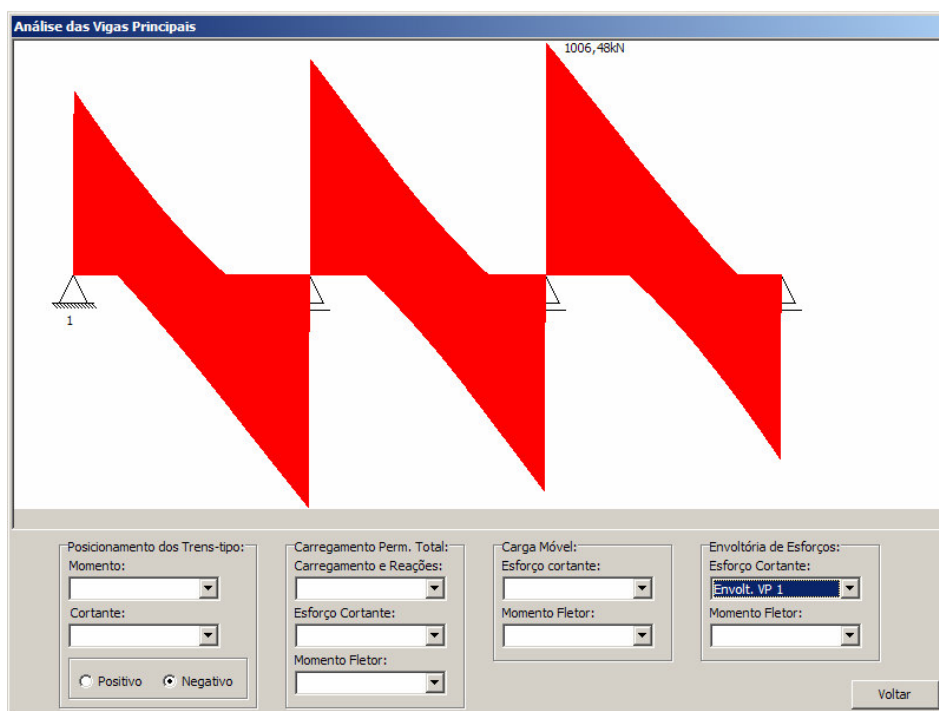 Análise das Vigas Principais
1006,48kN
1
Posicionamento dos Trens-tipo:
Momento:
Cortante:
Positivo
Negativo
Carregamento Perm. Total:
Carregamento e Reações:
Esforço Cortante:
Momento Fletor:
Carga Móvel:
Esforço cortante:
Momento Fletor:
Envoltória de Esforços:
Esforço Cortante:
Envolt. VP 1
Momento Fletor:
Voltar